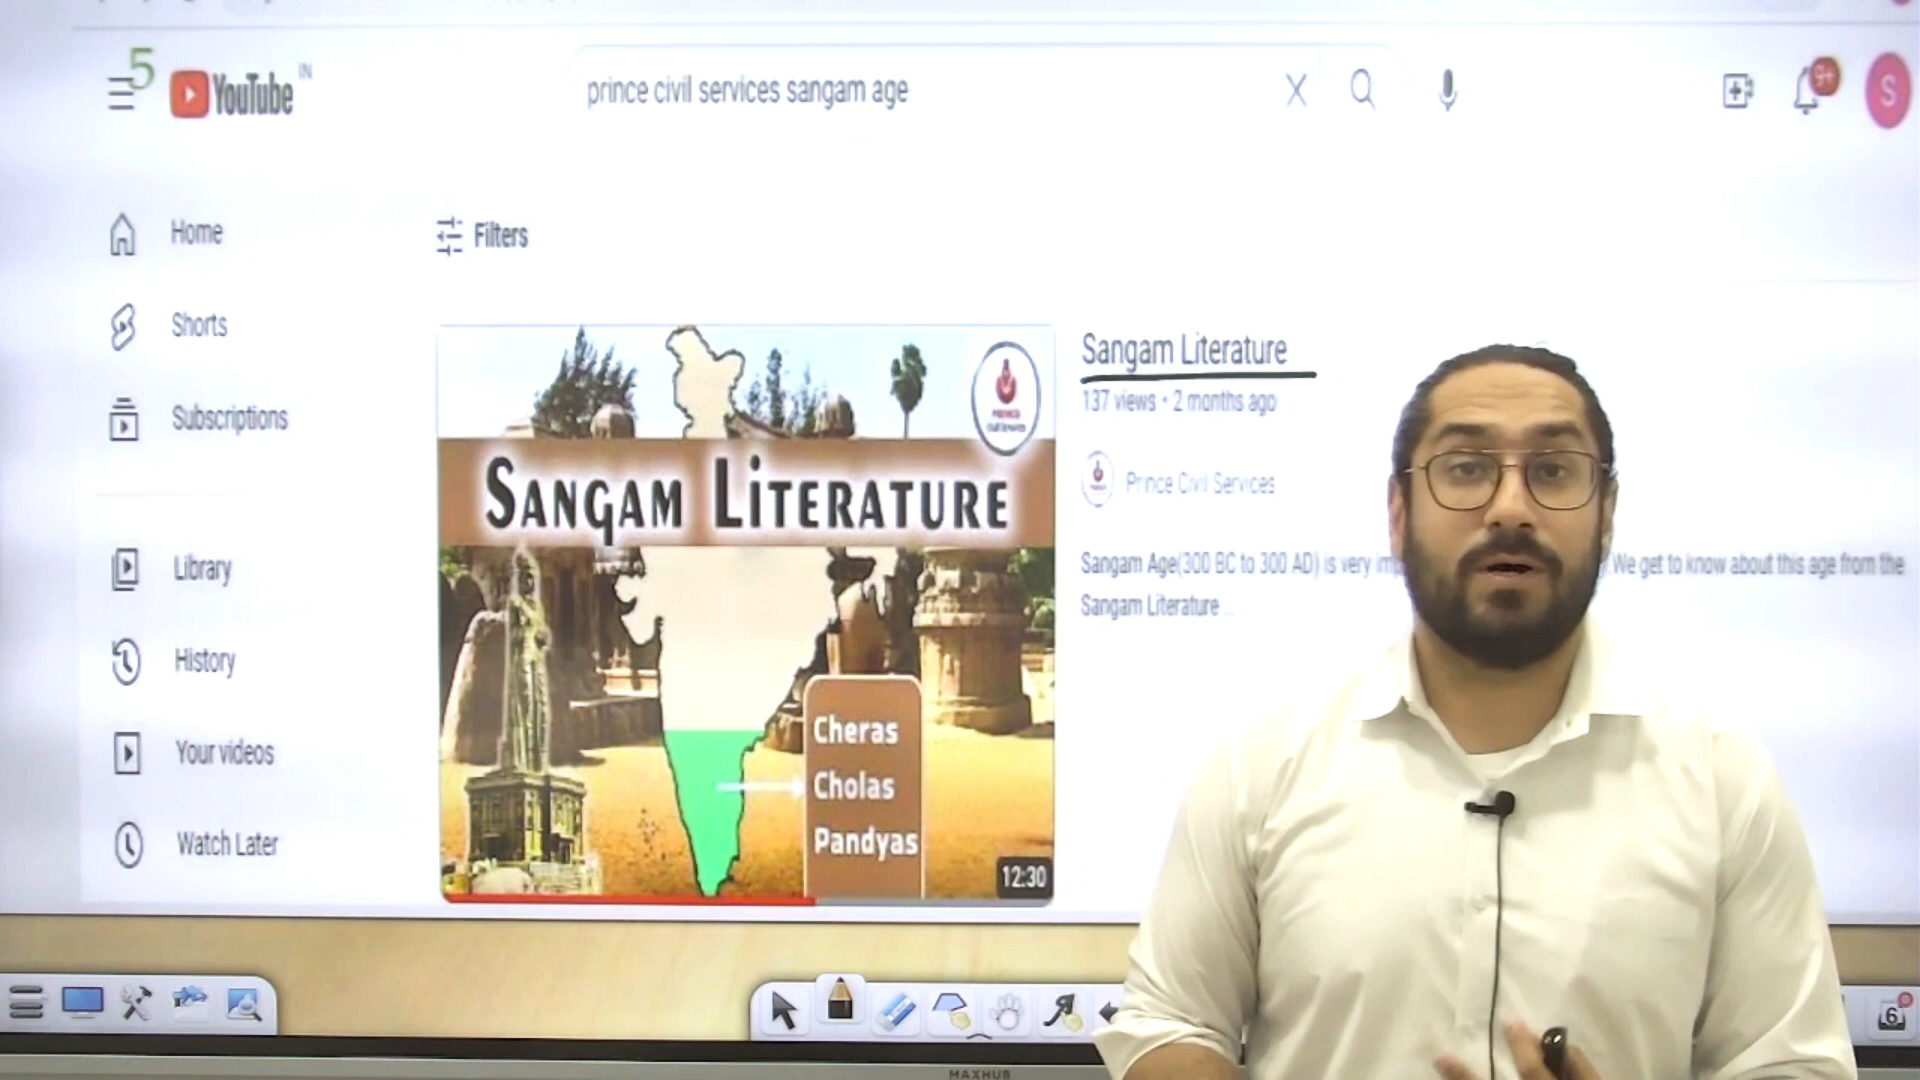 5
YouTube IN
prince civil services sangam age
9+
S
Home
Filters
Shorts
Subscriptions
Library
History
Your videos
Watch Later
SANGAM LITERATURE
Cheras
Cholas
Pandyas
12:30
Sangam Literature
137 views • 2 months ago
Prince Civil Services
Sangam Age(300 BC to 300 AD) is very We get to know about this age from the
Sangam Literature
6
0
MAXHUB